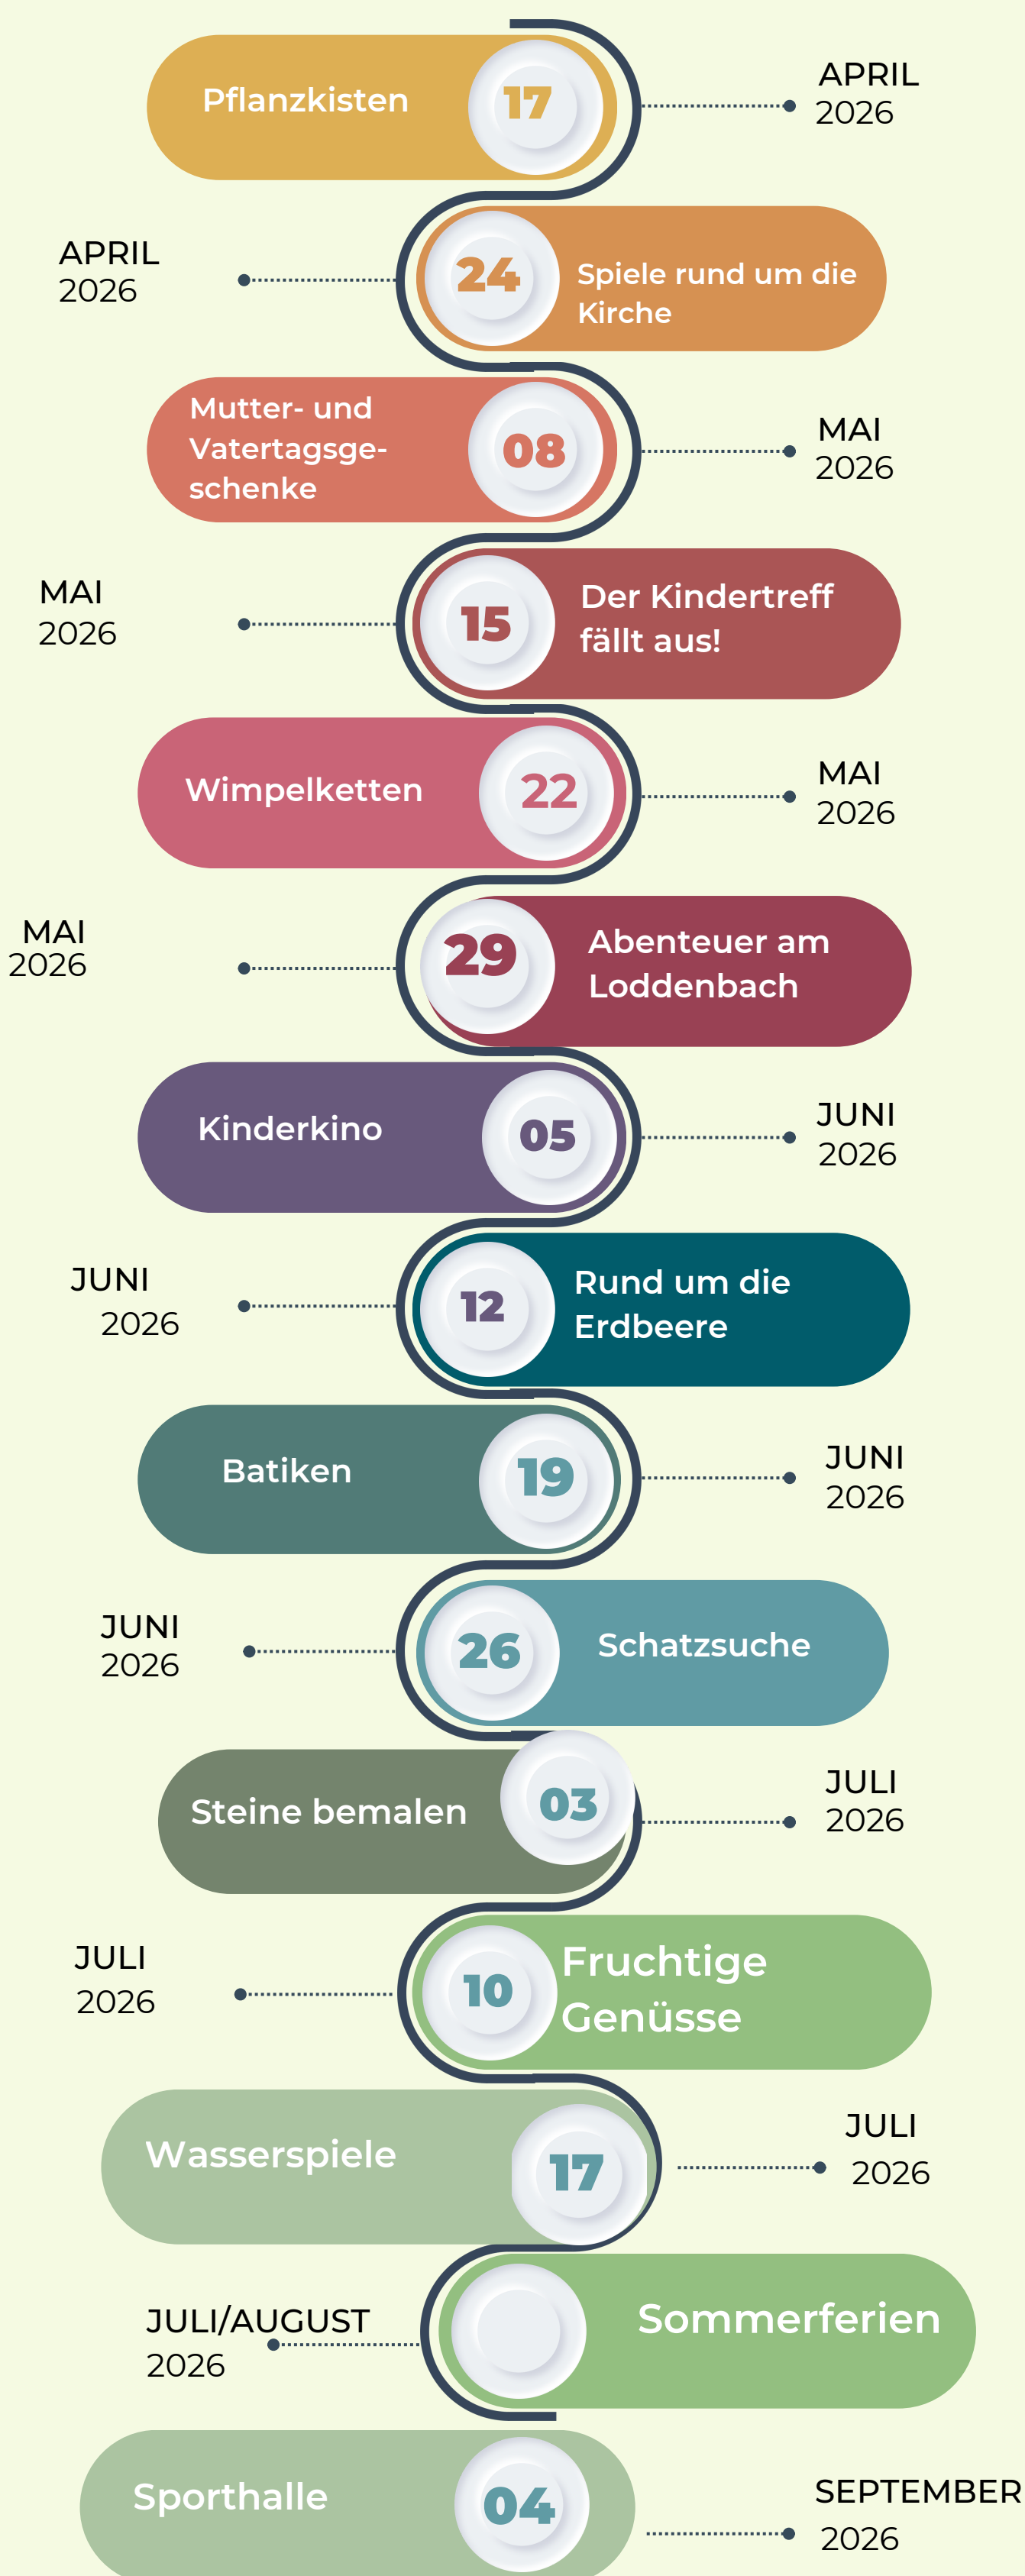 Pflanzkisten
17
APRIL
2026
APRIL
2026
24
Spiele rund um die
Kirche
Mutter- und
Vatertagsge-
schenke
08
MAI
2026
MAI
2026
15
Der Kindertreff
fällt aus!
Wimpelketten
22
MAI
2026
MAI
2026
29
Abenteuer am
Loddenbach
Kinderkino
05
JUNI
2026
JUNI
2026
12
Rund um die
Erdbeere
Batiken
19
JUNI
2026
JUNI
2026
26
Schatzsuche
Steine bemalen
03
JULI
2026
JULI
2026
10
Fruchtige
Genüsse
Wasserspiele
17
JULI
2026
JULI/AUGUST
2026
Sommerferien
Sporthalle
04
SEPTEMBER
2026